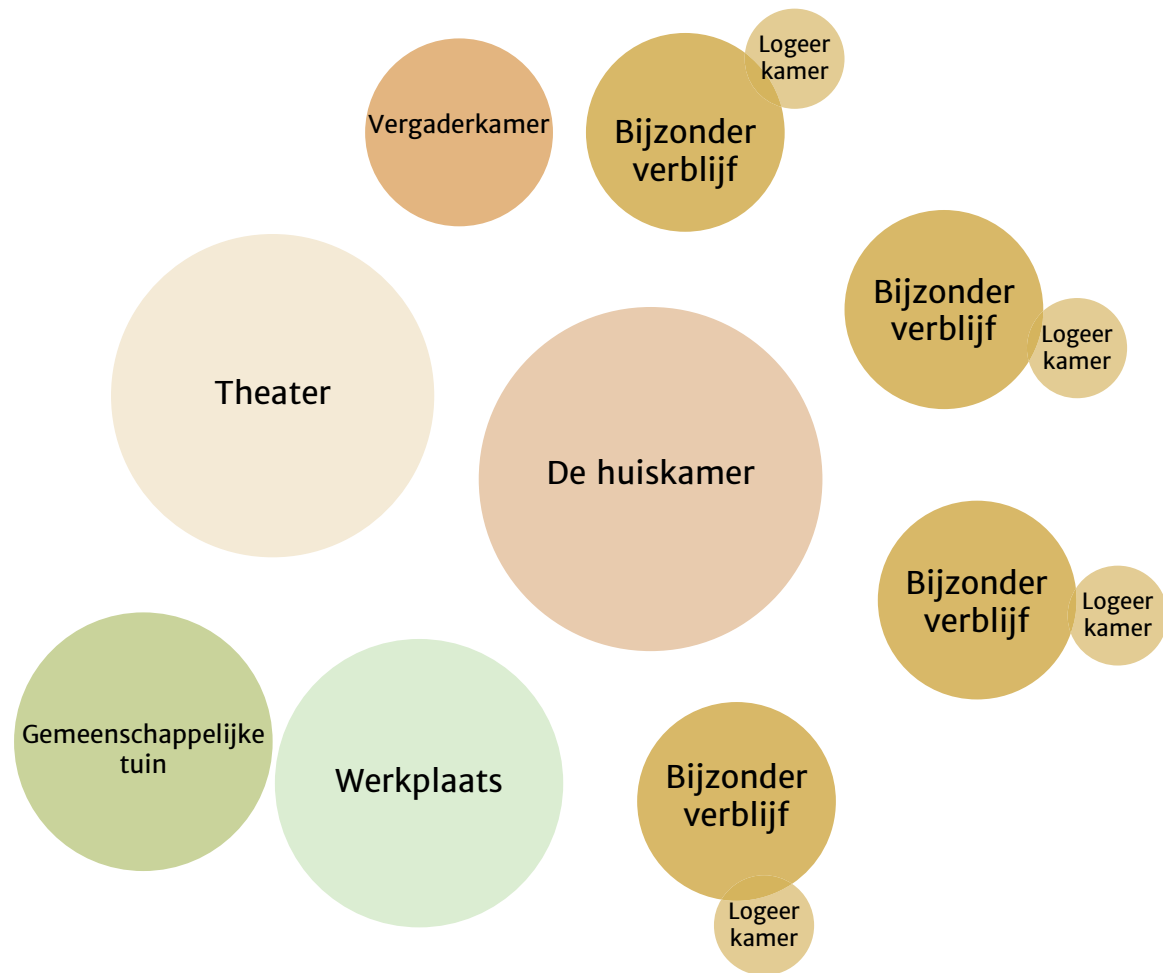 Logeer
kamer
Vergaderkamer
Bijzonder
verblijf
Bijzonder
verblijf
Logeer
kamer
Theater
De huiskamer
Bijzonder
verblijf
Logeer
kamer
Gemeenschappelijke
tuin
Werkplaats
Bijzonder
verblijf
Logeer
kamer